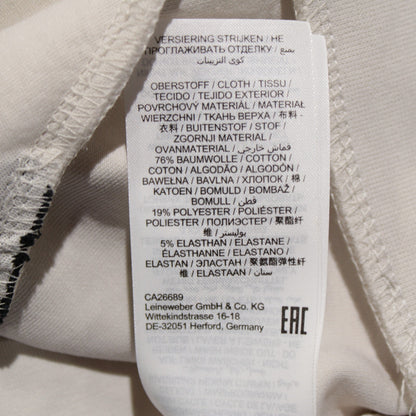 VERSIERING STRIJKEN / НЕ
ПРОГЛАЖИВАТЬ ОТДЕЛКУ / يمنع
كوي التزيينات
OBERSTOFF / CLOTH / TISSU /
TECIDO / TEJIDO EXTERIOR /
POVRCHOVÝ MATERIÁL / MATERIAŁ
WIERZCHNI / ТКАНЬ ВЕРХА / 布料 -
衣料 / BUITENSTOF / STOF /
ZGORNJI MATERIAL /
OVANMATERIAL / قماش خارجي
76% BAUMWOLLE / COTTON /
COTON / ALGODÃO / ALGODÓN /
BAWEŁNA / BAVLNA / ХЛОПОК / 棉 /
KATOEN / BOMULD / BOMBAŽ /
BOMULL / قطن
19% POLYESTER / POLIÉSTER /
POLIESTER / ПОЛИЭСТЕР / 聚酯纤
维 / بوليستر
5% ELASTHAN / ELASTANE /
ÉLASTHANNE / ELASTANO /
ELASTAN / ЭЛАСТАН / 聚氨酯弹性纤
维 / ELASTAAN
CA26689
Leineweber GmbH & Co. KG
Wittekindstrasse 16-18
DE-32051 Herford, Germany
EAC